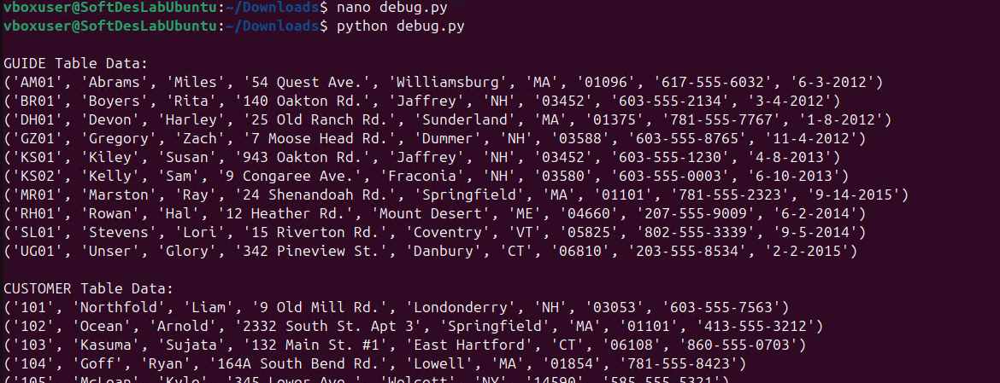 vboxuser@SoftDesLabUbuntu:~/Downloads$ nano debug.py
vboxuser@SoftDesLabUbuntu:~/Downloads$ python debug.py
GUIDE Table Data:
('AM01', 'Abrams', 'Miles', '54 Quest Ave.', 'Williamsburg', 'MA', '01096', '617-555-6032', '6-3-2012')
('BR01', 'Boyers', 'Rita', '140 Oakton Rd.', 'Jaffrey', 'NH', '03452', '603-555-2134', '3-4-2012')
('DH01', 'Devon', 'Harley', '25 Old Ranch Rd.', 'Sunderland', 'MA', '01375', '781-555-7767', '1-8-2012')
('GZ01', 'Gregory', 'Zach', '7 Moose Head Rd.', 'Dummer', 'NH', '03588', '603-555-8765', '11-4-2012')
('KS01', 'Kiley', 'Susan', '943 Oakton Rd.', 'Jaffrey', 'NH', '03452', '603-555-1230', '4-8-2013')
('KS02', 'Kelly', 'Sam', '9 Congaree Ave.', 'Fraconia', 'NH', '03580', '603-555-0003', '6-10-2013')
('MR01', 'Marston', 'Ray', '24 Shenandoah Rd.', 'Springfield', 'MA', '01101', '781-555-2323', '9-14-2015')
('RH01', 'Rowan', 'Hal', '12 Heather Rd.', 'Mount Desert', 'ME', '04660', '207-555-9009', '6-2-2014')
('SL01', 'Stevens', 'Lori', '15 Riverton Rd.', 'Coventry', 'VT', '05825', '802-555-3339', '9-5-2014')
('UG01', 'Unser', 'Glory', '342 Pineview St.', 'Danbury', 'CT', '06810', '203-555-8534', '2-2-2015')
CUSTOMER Table Data:
('101', 'Northfold', 'Liam', '9 Old Mill Rd.', 'Londonderry', 'NH', '03053', '603-555-7563')
('102', 'Ocean', 'Arnold', '2332 South St. Apt 3', 'Springfield', 'MA', '01101', '413-555-3212')
('103', 'Kasuma', 'Sujata', '132 Main St. #1', 'East Hartford', 'CT', '06108', '860-555-0703')
('104', 'Goff', 'Ryan', '164A South Bend Rd.', 'Lowell', 'MA', '01854', '781-555-8423')
('105', 'McLean', 'Kyle', '345 Lower Ave.', 'Wolcott', 'NY', '14590', '585-555-5321')